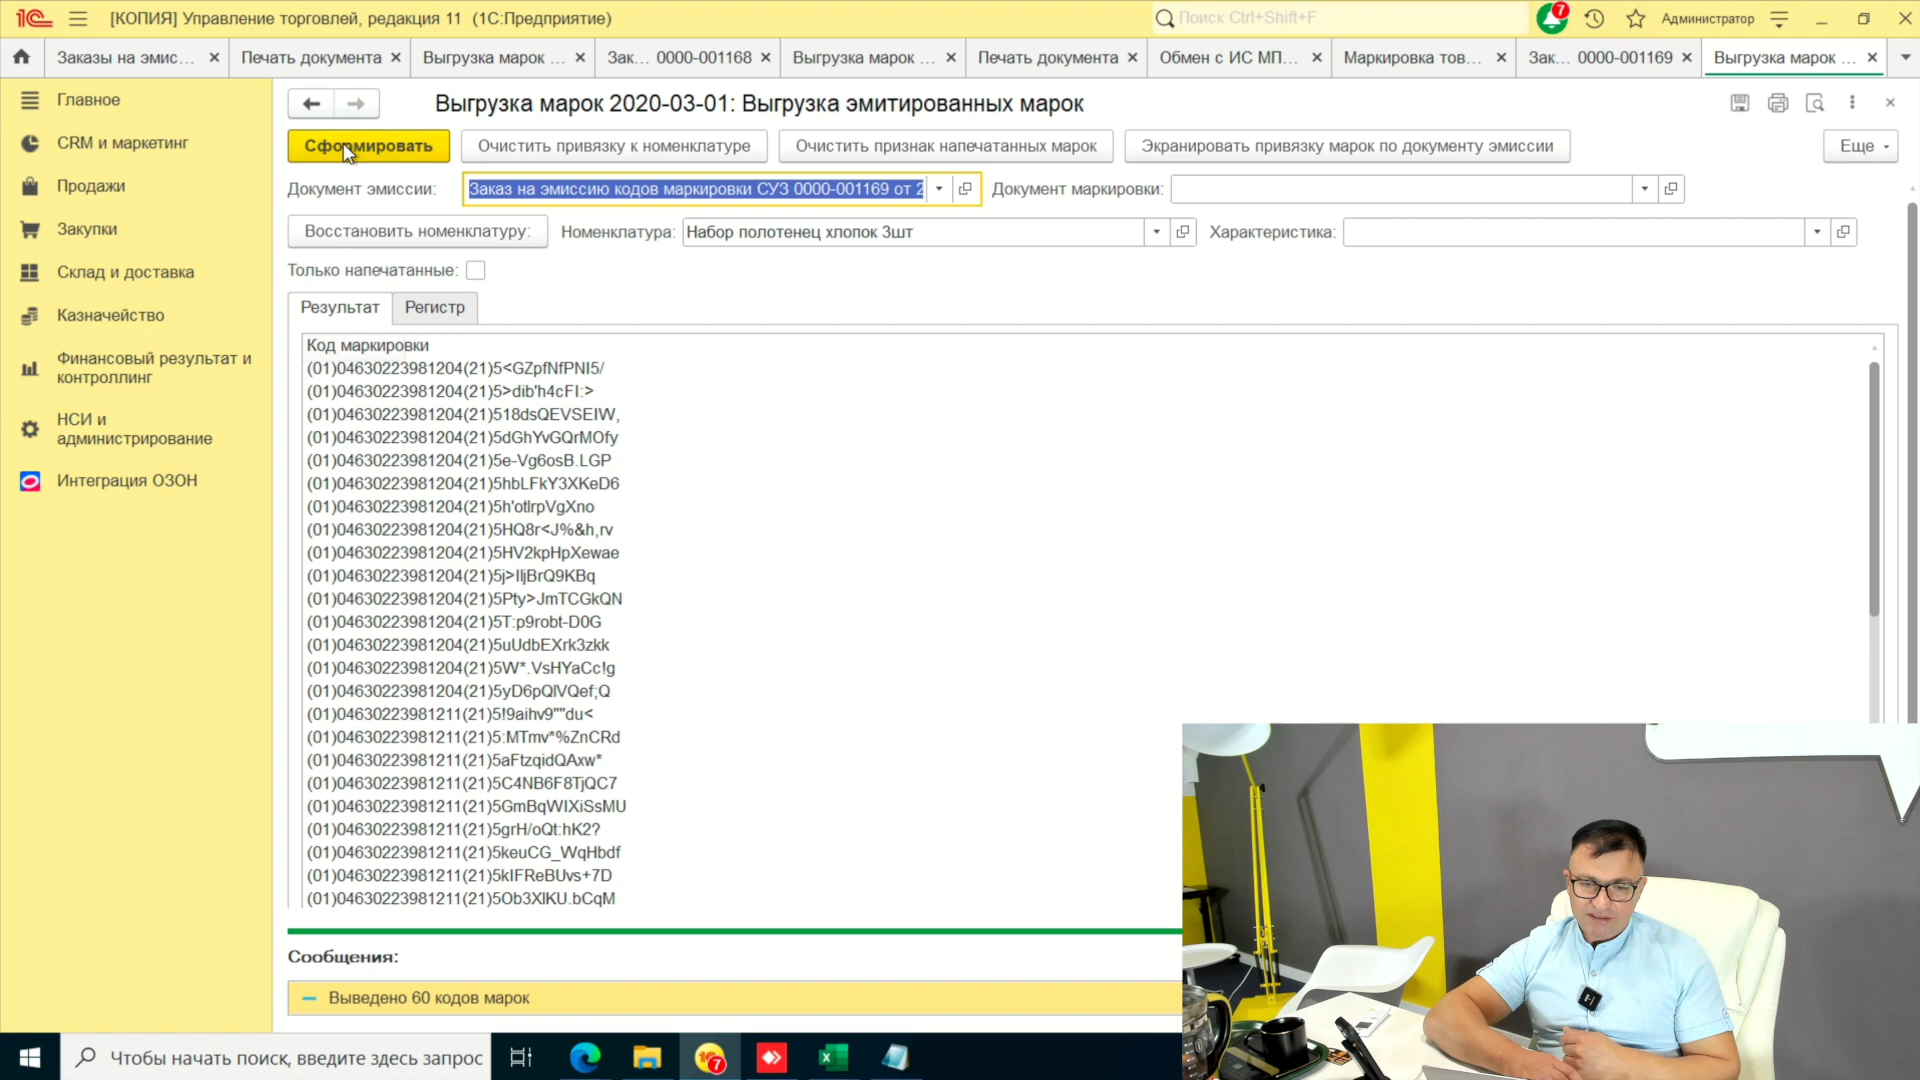 [КОПИЯ] Управление торговлей, редакция 11 (1С:Предприятие)
Поиск Ctrl+Shift+F
7
Администратор
Заказы на эмис...
Печать документа
Выгрузка марок ...
Зак... 0000-001168
Выгрузка марок ...
Печать документа
Обмен с ИС МП...
Маркировка тов...
Зак... 0000-001169
Выгрузка марок ...
Главное
CRM и маркетинг
Продажи
Закупки
Склад и доставка
Казначейство
Финансовый результат и
контроллинг
НСИ и
администрирование
Интеграция ОЗОН
Выгрузка марок 2020-03-01: Выгрузка эмитированных марок
Сформировать
Очистить привязку к номенклатуре
Очистить признак напечатанных марок
Экранировать привязку марок по документу эмиссии
Еще
Документ эмиссии:
Заказ на эмиссию кодов маркировки СУЗ 0000-001169 от 2
Документ маркировки:
Восстановить номенклатуру:
Номенклатура:
Набор полотенец хлопок 3шт
Характеристика:
Только напечатанные:
Результат
Регистр
Код маркировки
(01)04630223981204(21)5<GZpfNfPNI5/
(01)04630223981204(21)5>dib'h4cFI:>
(01)04630223981204(21)518dsQEVSEIW,
(01)04630223981204(21)5dGhYvGQrMOfy
(01)04630223981204(21)5e-Vg6osB.LGP
(01)04630223981204(21)5hbLFkY3XKeD6
(01)04630223981204(21)5h'otlrpVgXno
(01)04630223981204(21)5HQ8r<J%&h,rv
(01)04630223981204(21)5HV2kpHpXewae
(01)04630223981204(21)5j>IljBrQ9KBq
(01)04630223981204(21)5Pty>JmTCGkQN
(01)04630223981204(21)5T:p9robt-D0G
(01)04630223981204(21)5uUdbEXrk3zkk
(01)04630223981204(21)5W*.VsHYaCc!g
(01)04630223981204(21)5yD6pQlVQef;Q
(01)04630223981211(21)5!9aihv9""du<
(01)04630223981211(21)5:MTmv*%ZnCRd
(01)04630223981211(21)5aFtzqidQAxw*
(01)04630223981211(21)5C4NB6F8TjQC7
(01)04630223981211(21)5GmBqWIXiSsMU
(01)04630223981211(21)5grH/oQt:hK2?
(01)04630223981211(21)5keuCG_WqHbdf
(01)04630223981211(21)5kIFReBUvs+7D
(01)04630223981211(21)5Ob3XlKU.bCqM
Сообщения:
Выведено 60 кодов марок
Чтобы начать поиск, введите здесь запрос
7